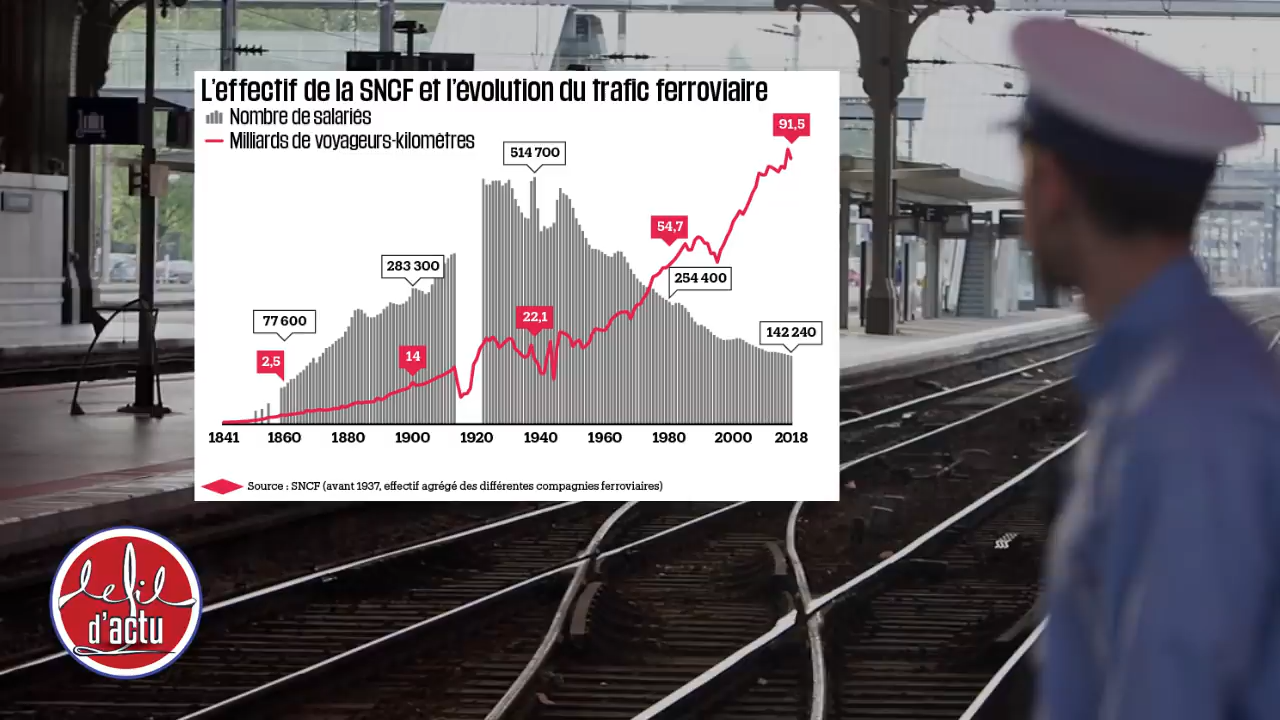 L'effectif de la SNCF et l'évolution du trafic ferroviaire
Nombre de salariés
Milliards de voyageurs-kilomètres
91,5
514 700
54,7
283 300
254 400
77 600
22,1
142 240
2,5
14
1841 1860 1880 1900 1920 1940 1960 1980 2000 2018
Source : SNCF (avant 1937, effectif agrégé des différentes compagnies ferroviaires)
le fil
d'actu